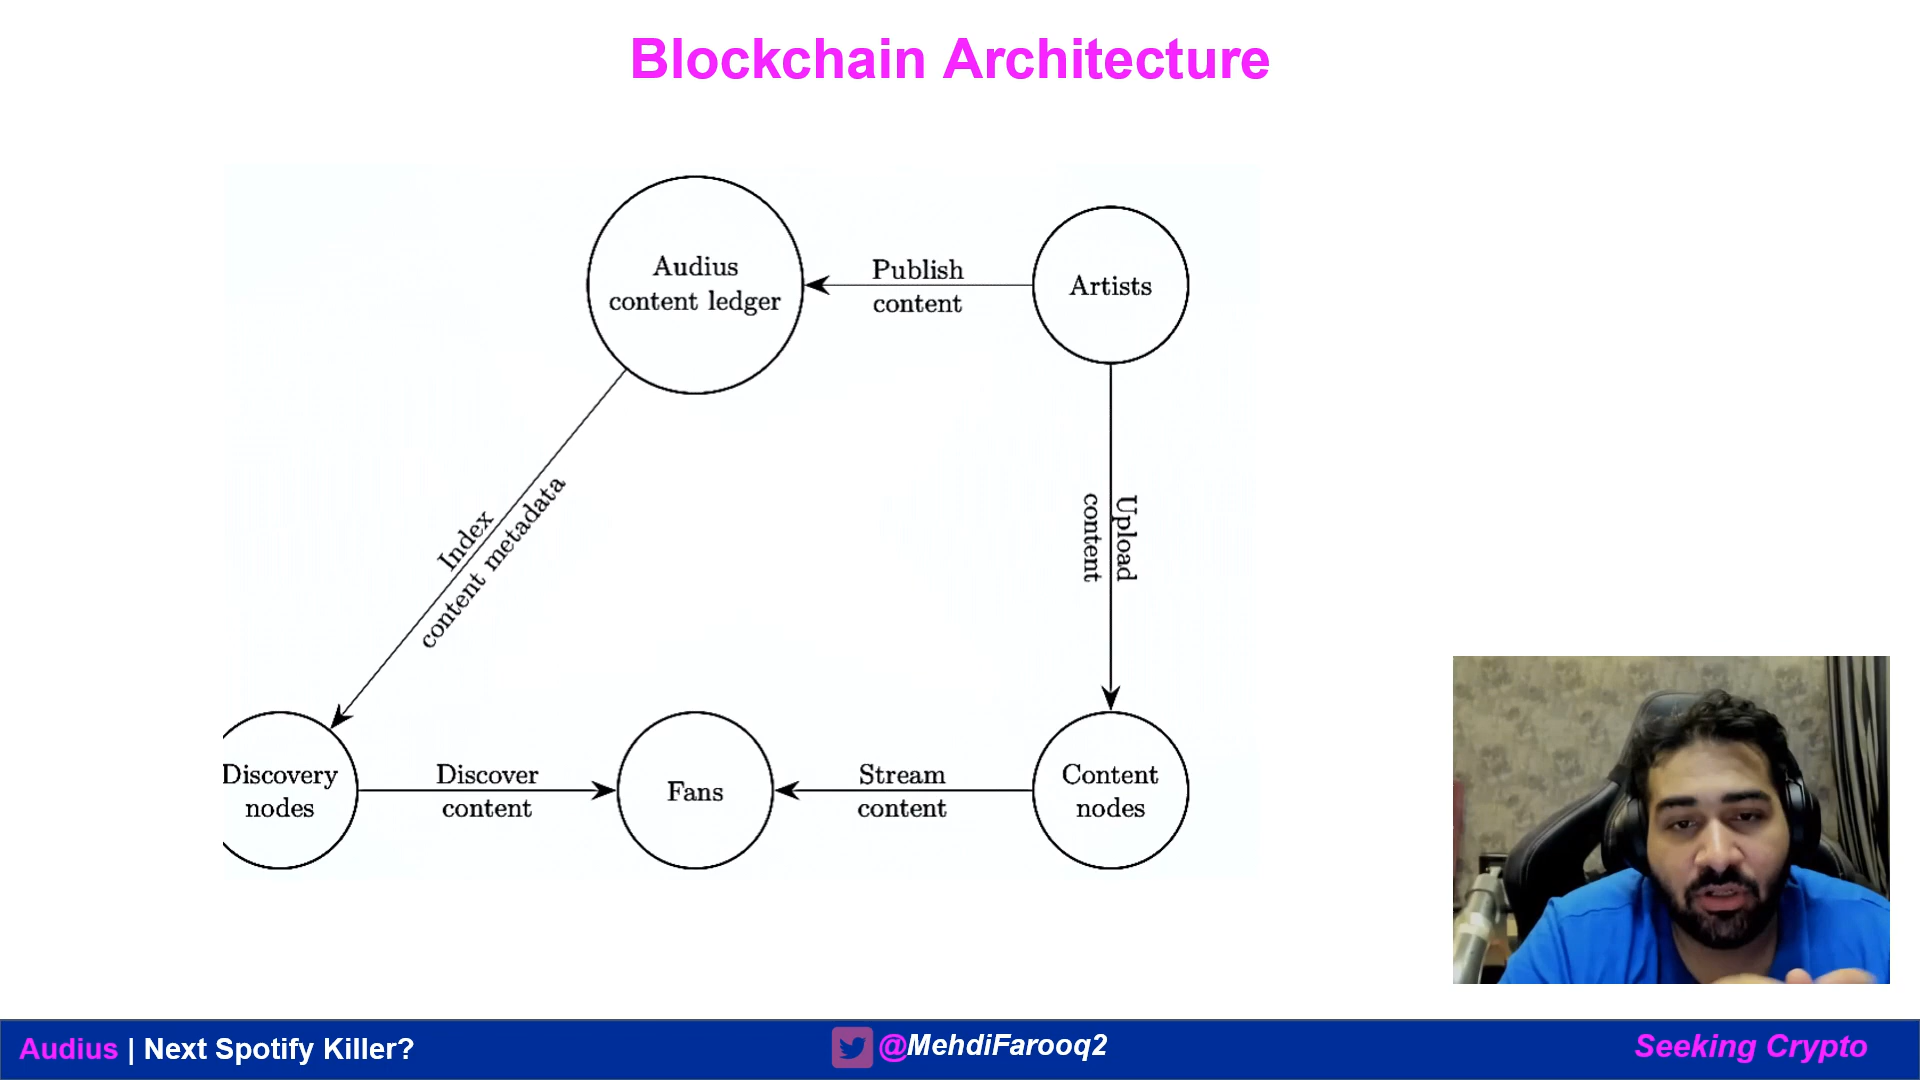 Blockchain Architecture
Audius
content ledger
Publish
content
Artists
Index
content metadata
Upload
content
Discovery
nodes
Discover
content
Fans
Stream
content
Content
nodes
Audius | Next Spotify Killer?
@MehdiFarooq2
Seeking Crypto